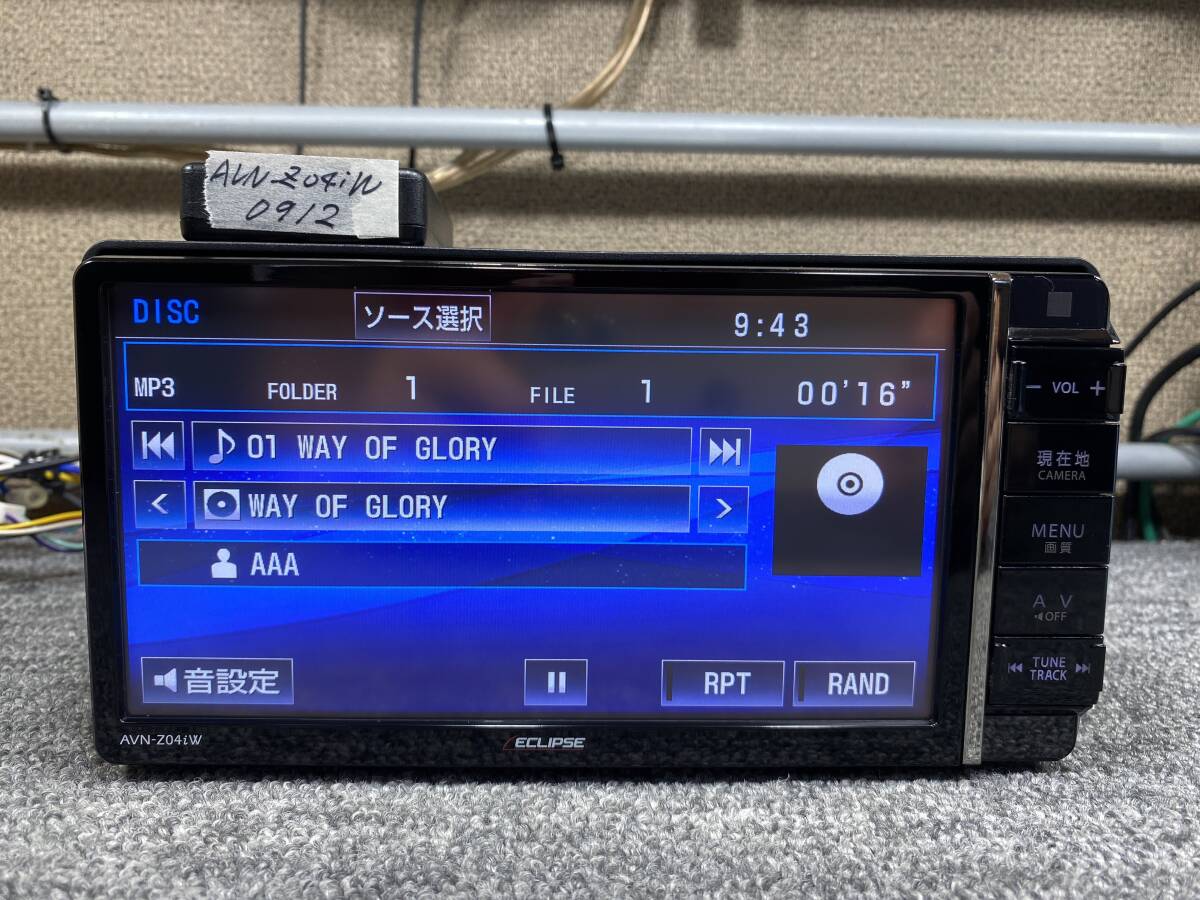 AVN-Z04iW
0912
DISC
ソース選択
9:43
MP3 FOLDER 1 FILE 1 00'16"
01 WAY OF GLORY
WAY OF GLORY
AAA
音設定
RPT
RAND
AVN-Z04iW
ECLIPSE
− VOL +
現在地
CAMERA
MENU
画質
A V
OFF
TUNE
TRACK